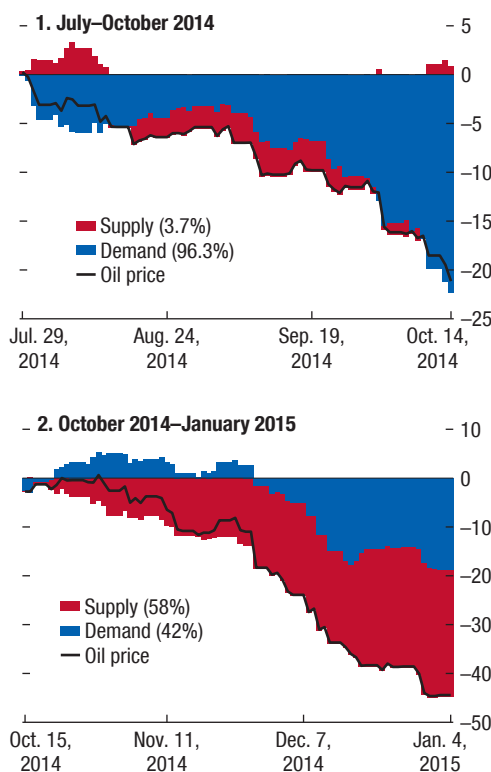 1. July–October 2014
5
0
–5
–10
–15
–20
–25
Supply (3.7%)
Demand (96.3%)
Oil price
Jul. 29, Aug. 24, Sep. 19, Oct. 14,
2014 2014 2014 2014
2. October 2014–January 2015
10
0
–10
–20
–30
–40
–50
Supply (58%)
Demand (42%)
Oil price
Oct. 15, Nov. 11, Dec. 7, Jan. 4,
2014 2014 2014 2015